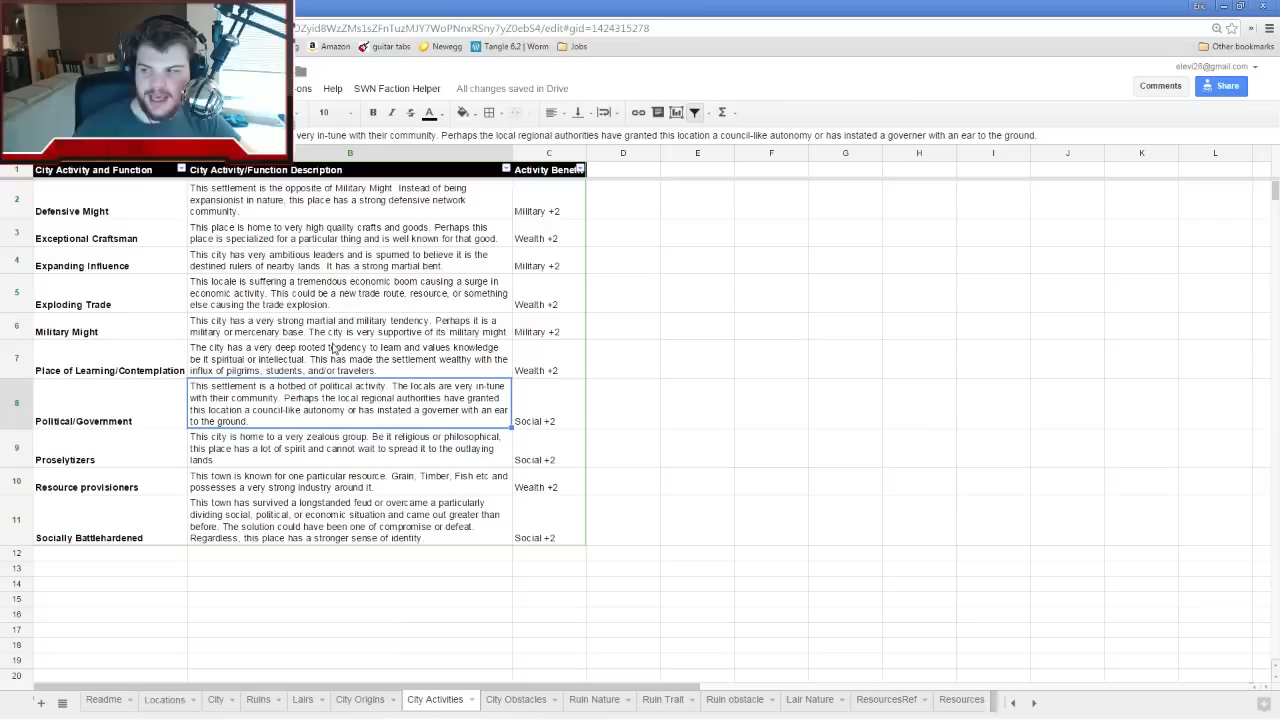 Eric
DZyid8WzZMs1sZFnTuzMJY7WoPNnxRSny7yZ0ebS4/edit#gid=1424315278
Amazon guitar tabs Newegg Tangle 6.2 | Worm Jobs Other bookmarks
elevi26@gmail.com
-ons Help SWN Faction Helper All changes saved in Drive Comments Share
10 B I S A Σ
very in-tune with their community. Perhaps the local regional authorities have granted this location a council-like autonomy or has instated a governer with an ear to the ground.
B C D E F G H I J K L
1 City Activity and Function City Activity/Function Description Activity Benefit
2 Defensive Might
This settlement is the opposite of Military Might Instead of being
expansionist in nature, this place has a strong defensive network
community.
Military +2
3 Exceptional Craftsman
This place is home to very high quality crafts and goods. Perhaps this
place is specialized for a particular thing and is well known for that good.
Wealth +2
4 Expanding Influence
This city has very ambitious leaders and is spurned to believe it is the
destined rulers of nearby lands. It has a strong martial bent.
Military +2
5 Exploding Trade
This locale is suffering a tremendous economic boom causing a surge in
economic activity. This could be a new trade route, resource, or something
else causing the trade explosion.
Wealth +2
6 Military Might
This city has a very strong martial and military tendency. Perhaps it is a
military or mercenary base. The city is very supportive of its military might.
Military +2
7 Place of Learning/Contemplation
The city has a very deep rooted tendency to learn and values knowledge
be it spiritual or intellectual. This has made the settlement wealthy with the
influx of pilgrims, students, and/or travelers.
Wealth +2
8 Political/Government
This settlement is a hotbed of political activity. The locals are very in-tune
with their community. Perhaps the local regional authorities have granted
this location a council-like autonomy or has instated a governer with an ear
to the ground.
Social +2
9 Proselytizers
This city is home to a very zealous group. Be it religious or philosophical,
this place has a lot of spirit and cannot wait to spread it to the outlaying
lands.
Social +2
10 Resource provisioners
This town is known for one particular resource. Grain, Timber, Fish etc and
possesses a very strong industry around it.
Wealth +2
11 Socially Battlehardened
This town has survived a longstanded feud or overcame a particularly
dividing social, political, or economic situation and came out greater than
before. The solution could have been one of compromise or defeat.
Regardless, this place has a stronger sense of identity.
Social +2
12
13
14
15
16
17
18
19
20
Readme Locations City Ruins Lairs City Origins City Activities City Obstacles Ruin Nature Ruin Trait Ruin obstacle Lair Nature ResourcesRef Resources